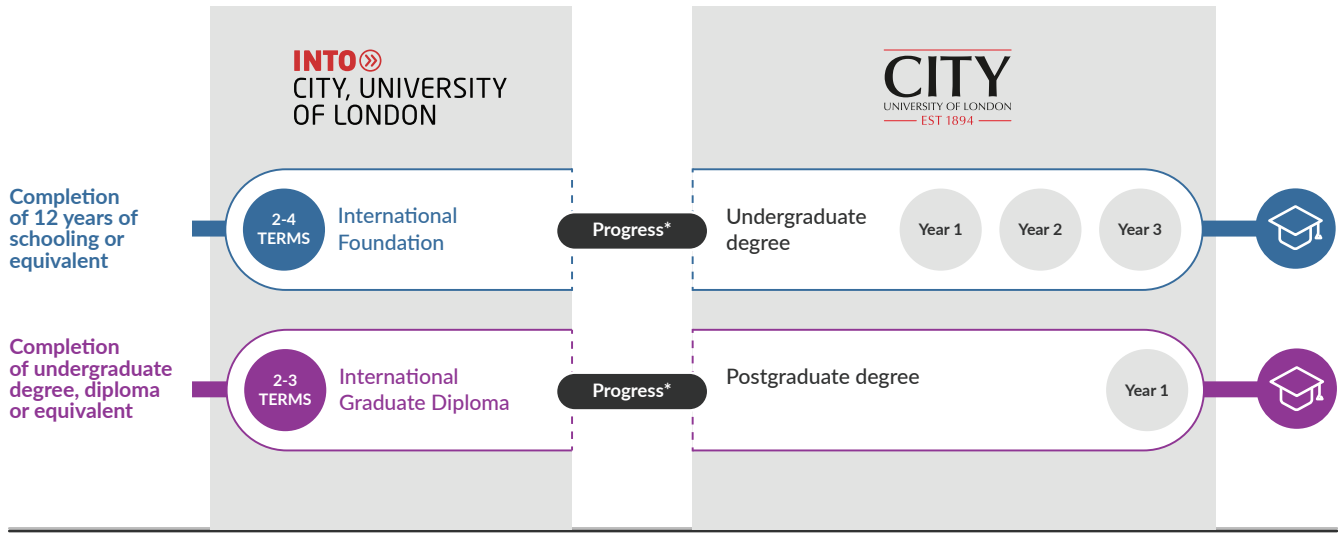 INTO
CITY, UNIVERSITY
OF LONDON
CITY
UNIVERSITY OF LONDON
EST 1894
Completion
of 12 years of
schooling or
equivalent
2-4
TERMS
International
Foundation
Progress*
Undergraduate
degree
Year 1
Year 2
Year 3
Completion
of undergraduate
degree, diploma
or equivalent
2-3
TERMS
International
Graduate Diploma
Progress*
Postgraduate degree
Year 1